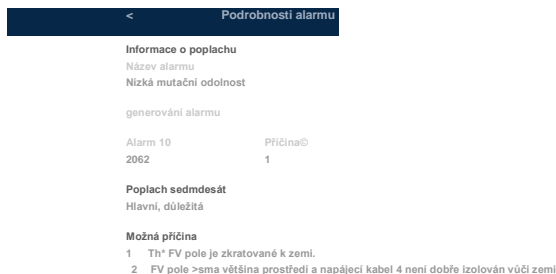 < Podrobnosti alarmu
Informace o poplachu
Název alarmu
Nizká mutační odolnost
generování alarmu
Alarm 10 Příčina©
2062 1
Poplach sedmdesát
Hlavní, důležitá
Možná příčina
1 Th* FV pole je zkratované k zemi.
2 FV pole >sma většina prostředí a napájecí kabel 4 není dobře izolován vůči zemi